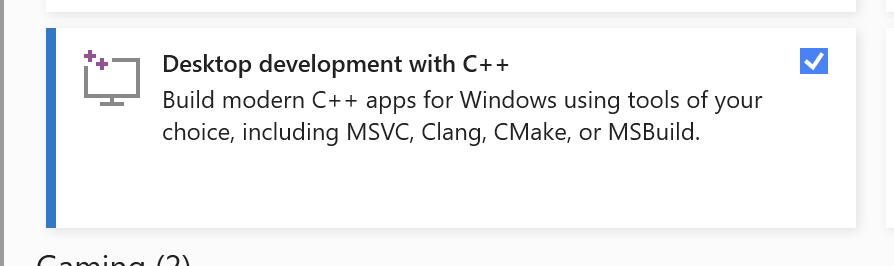 Desktop development with C++
Build modern C++ apps for Windows using tools of your
choice, including MSVC, Clang, CMake, or MSBuild.
Gaming (2)